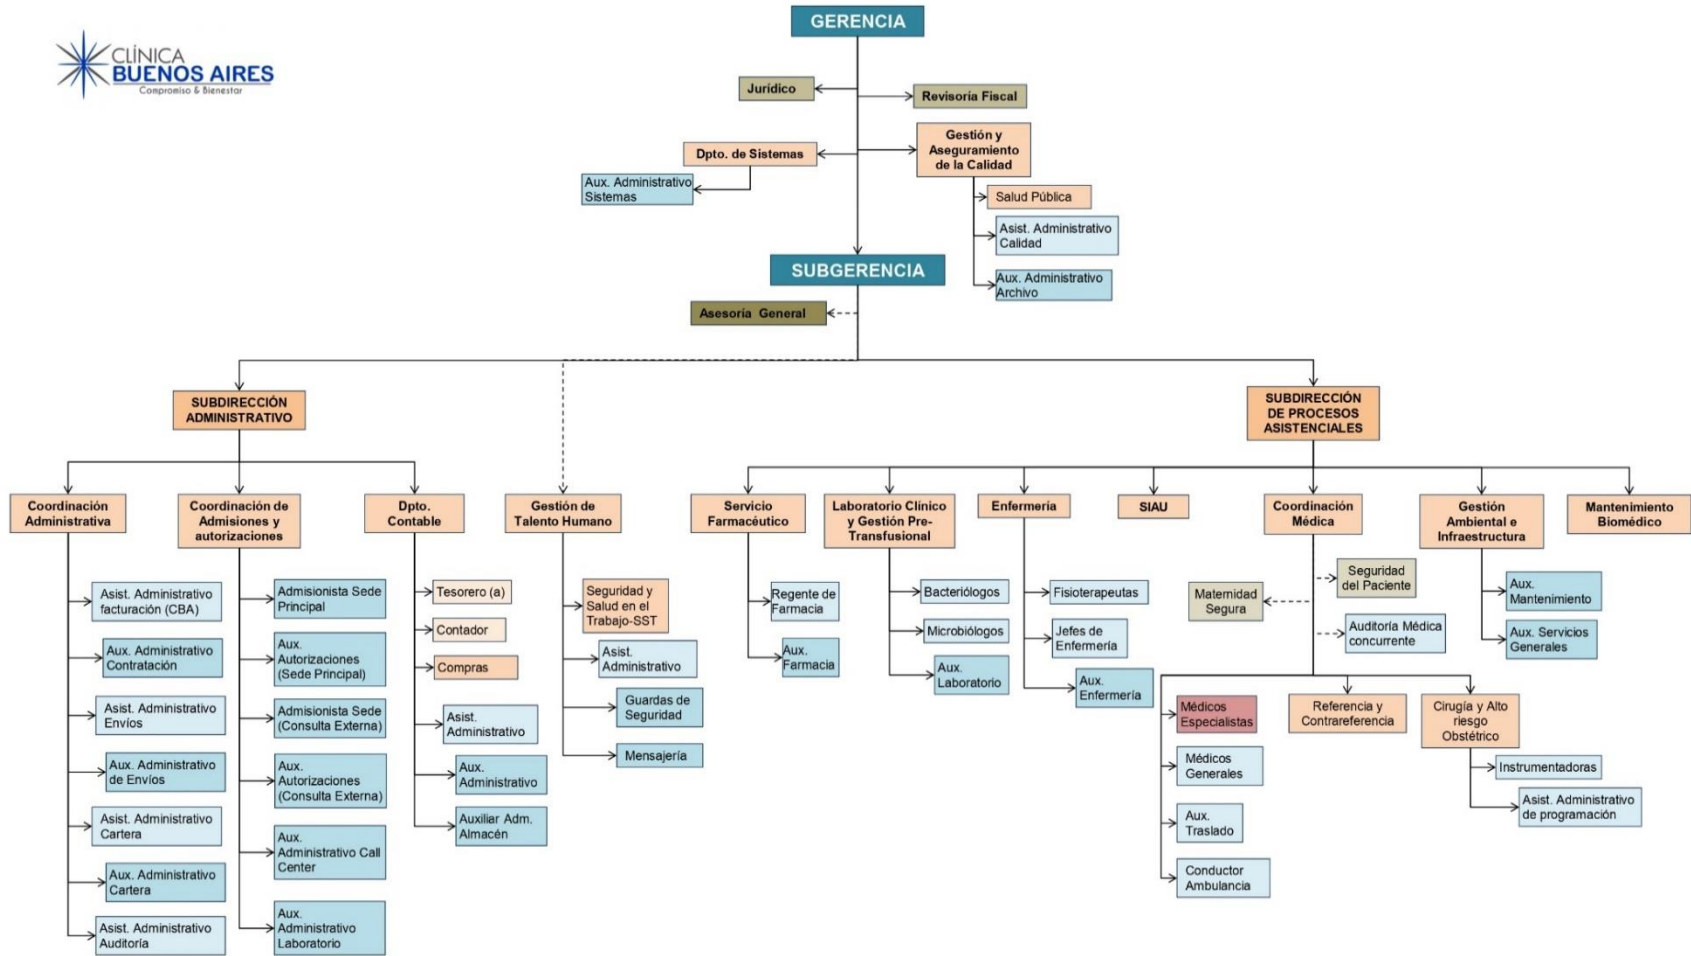 GERENCIA
CLÍNICA
BUENOS AIRES
Compromiso & Bienestar
Jurídico
Revisoría Fiscal
Gestión y
Aseguramiento
de la Calidad
Dpto. de Sistemas
Aux. Administrativo
Sistemas
Salud Pública
Asist. Administrativo
Calidad
Aux. Administrativo
Archivo
SUBGERENCIA
Asesoría General
SUBDIRECCIÓN
ADMINISTRATIVO
SUBDIRECCIÓN
DE PROCESOS
ASISTENCIALES
Coordinación
Administrativa
Asist. Administrativo
facturación (CBA)
Aux. Administrativo
Contratación
Asist. Administrativo
Envíos
Aux. Administrativo
de Envíos
Asist. Administrativo
Cartera
Aux. Administrativo
Cartera
Asist. Administrativo
Auditoría
Coordinación de
Admisiones y
autorizaciones
Admisionista Sede
Principal
Aux.
Autorizaciones
(Sede Principal)
Admisionista Sede
(Consulta Externa)
Aux.
Autorizaciones
(Consulta Externa)
Aux.
Administrativo Call
Center
Aux.
Administrativo
Laboratorio
Dpto.
Contable
Tesorero (a)
Contador
Compras
Asist.
Administrativo
Aux.
Administrativo
Auxiliar Adm.
Almacén
Gestión de
Talento Humano
Seguridad y
Salud en el
Trabajo-SST
Asist.
Administrativo
Guardas de
Seguridad
Mensajería
Servicio
Farmacéutico
Regente de
Farmacia
Aux.
Farmacia
Laboratorio Clínico
y Gestión Pre-
Transfusional
Bacteriólogos
Microbiólogos
Aux.
Laboratorio
Enfermería
Fisioterapeutas
Jefes de
Enfermería
Aux.
Enfermería
SIAU
Coordinación
Médica
Seguridad
del Paciente
Maternidad
Segura
Auditoría Médica
concurrente
Médicos
Especialistas
Médicos
Generales
Aux.
Traslado
Conductor
Ambulancia
Referencia y
Contrareferencia
Cirugía y Alto
riesgo
Obstétrico
Instrumentadoras
Asist. Administrativo
de programación
Gestión
Ambiental e
Infraestructura
Aux.
Mantenimiento
Aux. Servicios
Generales
Mantenimiento
Biomédico